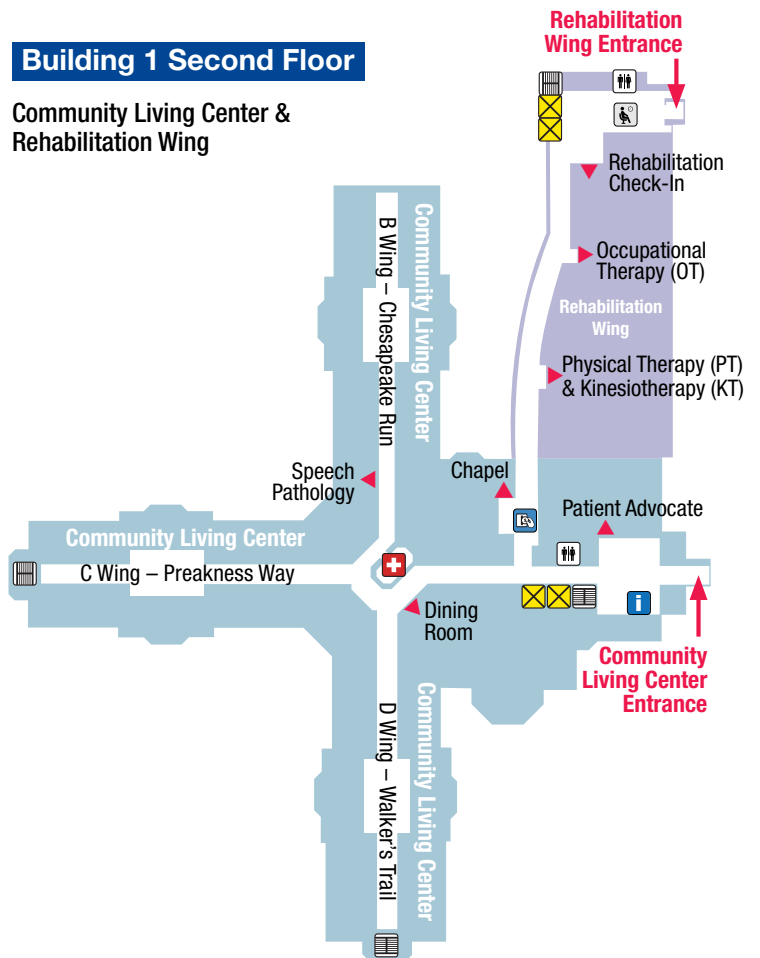 Building 1 Second Floor
Community Living Center &
Rehabilitation Wing
Rehabilitation
Wing Entrance
Rehabilitation
Check-In
Occupational
Therapy (OT)
Rehabilitation
Wing
Physical Therapy (PT)
& Kinesiotherapy (KT)
B Wing – Chesapeake Run
Community Living Center
Speech
Pathology
Chapel
Patient Advocate
Community Living Center
C Wing – Preakness Way
Dining
Room
i
Community
Living Center
Entrance
D Wing – Walker's Trail
Community Living Center